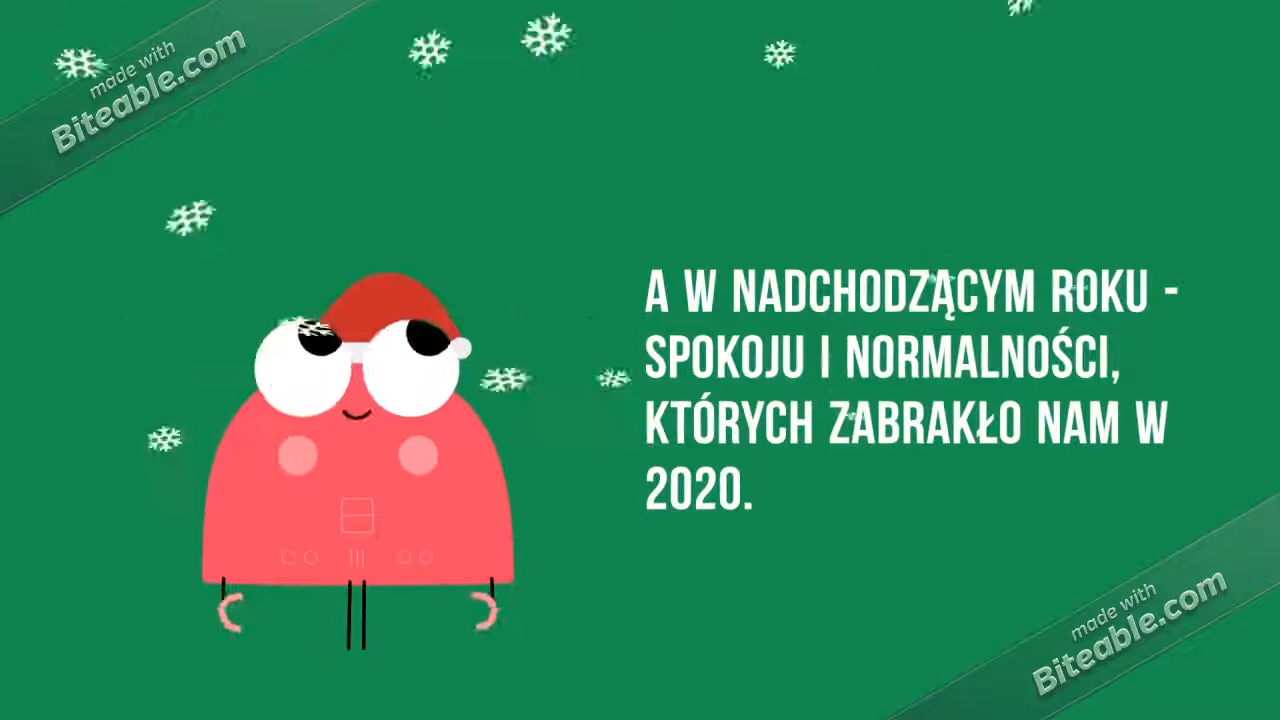 made with
Biteable.com
A W NADCHODZĄCYM ROKU -
SPOKOJU I NORMALNOŚCI,
KTÓRYCH ZABRAKŁO NAM W
2020.
made with
Biteable.com